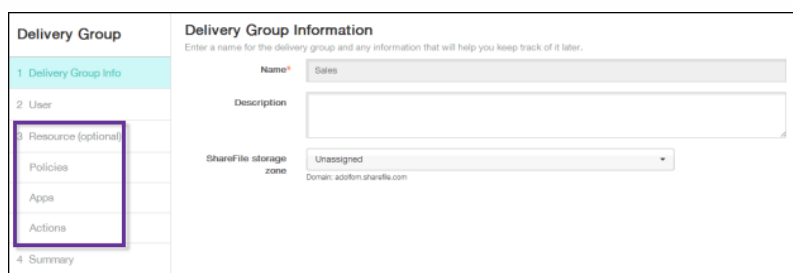 Delivery Group
1 Delivery Group Info
2 User
3 Resource (optional)
Policies
Apps
Actions
4 Summary
Delivery Group Information
Enter a name for the delivery group and any information that will help you keep track of it later.
Name*
Sales
Description
ShareFile storage
zone
Unassigned
Domain: adofom.sharefile.com